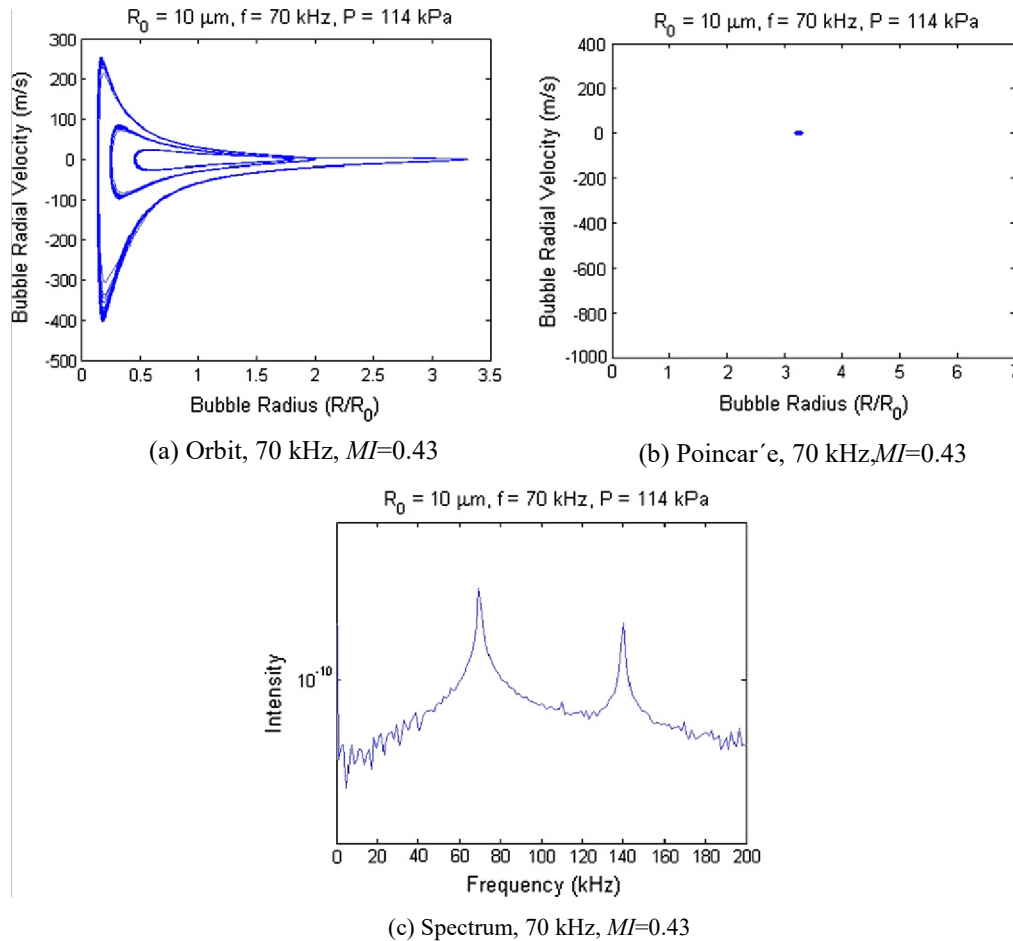 R₀ = 10 μm, f = 70 kHz, P = 114 kPa
300
200
100
0
-100
-200
-300
-400
-500
Bubble Radial Velocity (m/s)
0 0.5 1 1.5 2 2.5 3 3.5
Bubble Radius (R/R₀)
(a) Orbit, 70 kHz, MI=0.43
R₀ = 10 μm, f = 70 kHz, P = 114 kPa
400
200
0
-200
-400
-600
-800
-1000
Bubble Radial Velocity (m/s)
0 1 2 3 4 5 6 7
Bubble Radius (R/R₀)
(b) Poincar´e, 70 kHz,MI=0.43
R₀ = 10 μm, f = 70 kHz, P = 114 kPa
Intensity
10⁻¹⁰
0 20 40 60 80 100 120 140 160 180 200
Frequency (kHz)
(c) Spectrum, 70 kHz, MI=0.43